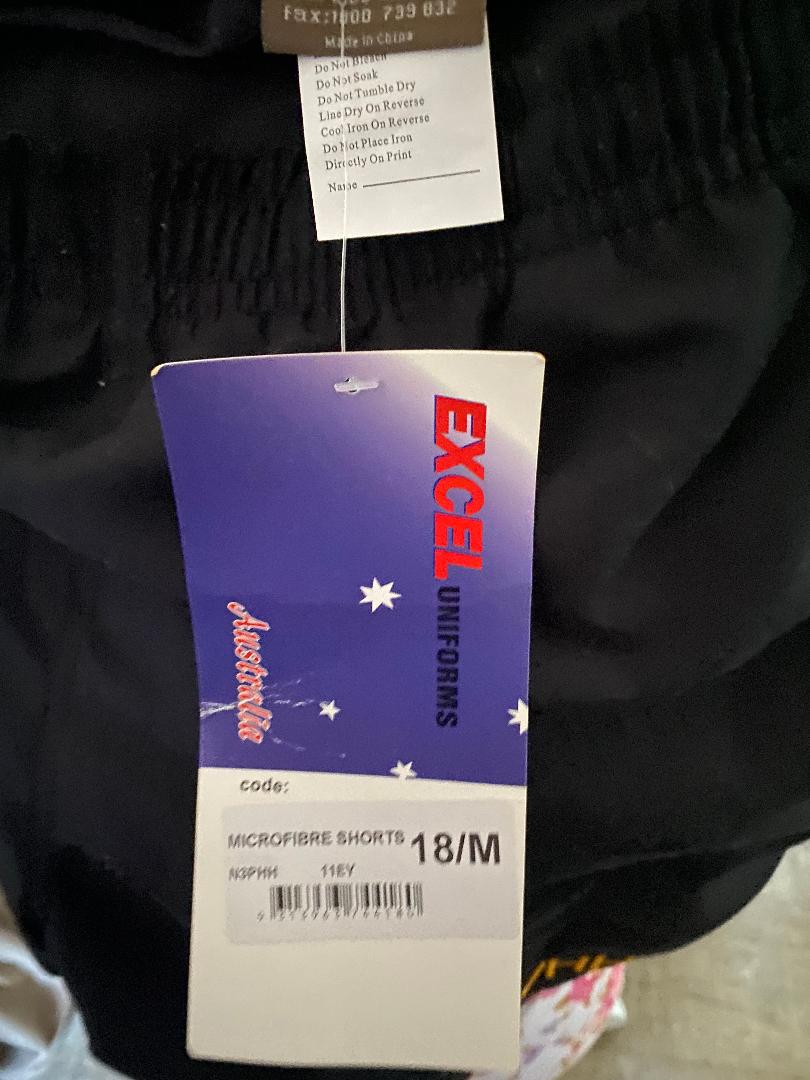 Fax:1800 739 832
Made in China
Do Not Bleach
Do Not Soak
Do Not Tumble Dry
Line Dry On Reverse
Cool Iron On Reverse
Do Not Place Iron
Directly On Print
Name
EXCEL UNIFORMS
Australia
code:
MICROFIBRE SHORTS 18/M
N3PHH 11EY